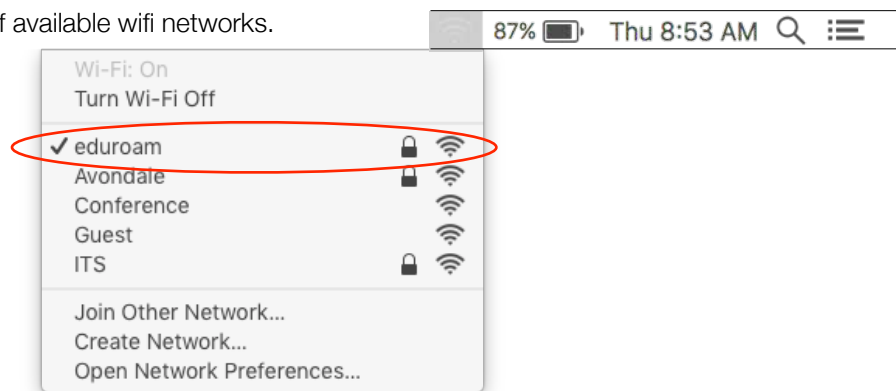 f available wifi networks.
87% Thu 8:53 AM
Wi-Fi: On
Turn Wi-Fi Off
✓ eduroam
Avondale
Conference
Guest
ITS
Join Other Network...
Create Network...
Open Network Preferences...